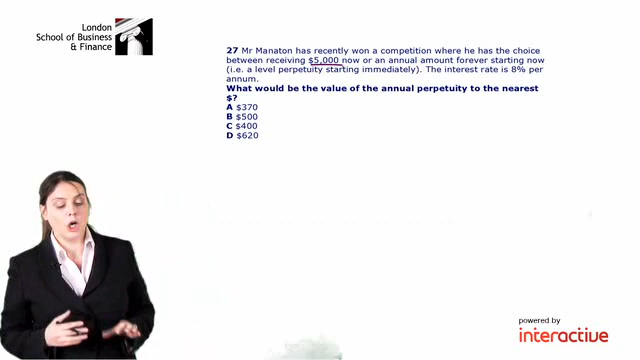 London
School of Business
& Finance
27 Mr Manaton has recently won a competition where he has the choice
between receiving $5,000 now or an annual amount forever starting now
(i.e. a level perpetuity starting immediately). The interest rate is 8% per
annum.
What would be the value of the annual perpetuity to the nearest
$?
A $370
B $500
C $400
D $620
powered by
interactive